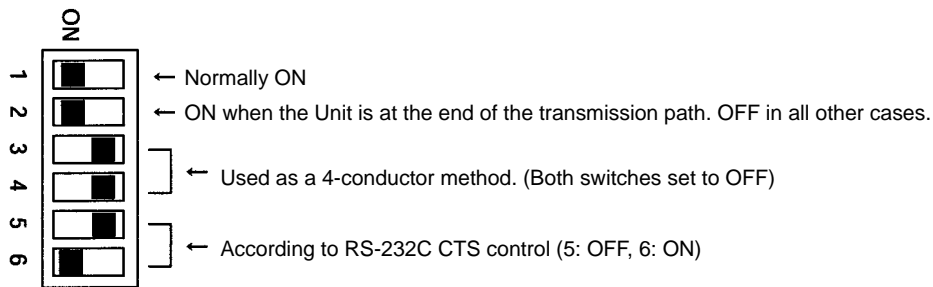 ON
1 ← Normally ON
2 ← ON when the Unit is at the end of the transmission path. OFF in all other cases.
3
← Used as a 4-conductor method. (Both switches set to OFF)
4
5
← According to RS-232C CTS control (5: OFF, 6: ON)
6